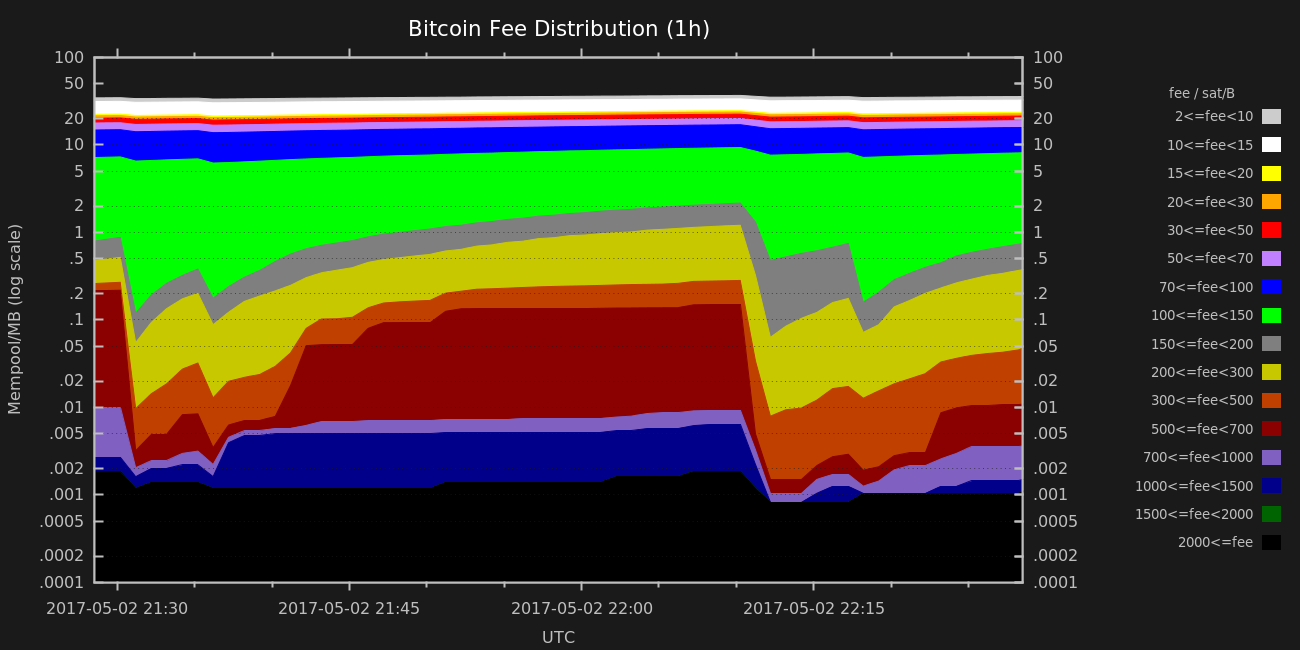 Bitcoin Fee Distribution (1h)
100
50
20
10
5
2
1
.5
.2
.1
.05
.02
.01
.005
.002
.001
.0005
.0002
.0001
Mempool/MB (log scale)
100
50
20
10
5
2
1
.5
.2
.1
.05
.02
.01
.005
.002
.001
.0005
.0002
.0001
2017-05-02 21:30
2017-05-02 21:45
2017-05-02 22:00
2017-05-02 22:15
UTC
fee / sat/B
2<=fee<10
10<=fee<15
15<=fee<20
20<=fee<30
30<=fee<50
50<=fee<70
70<=fee<100
100<=fee<150
150<=fee<200
200<=fee<300
300<=fee<500
500<=fee<700
700<=fee<1000
1000<=fee<1500
1500<=fee<2000
2000<=fee